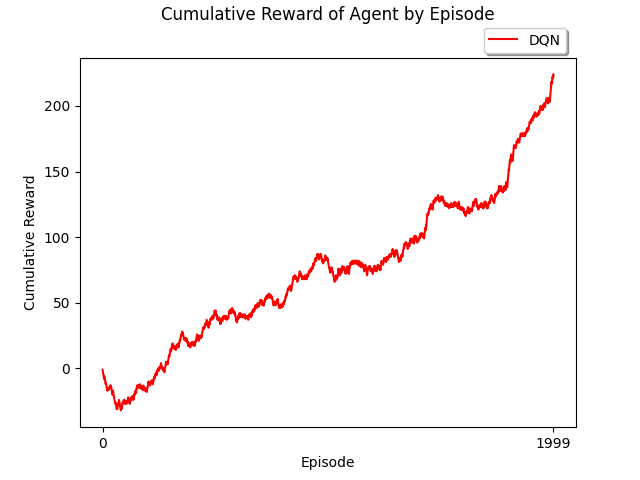 Cumulative Reward of Agent by Episode
DQN
200
150
100
50
0
Cumulative Reward
0
1999
Episode